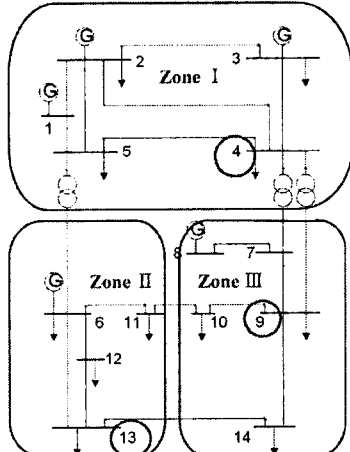 G G
2 3
Zone I
G
1
5 4
G
8 7
Zone II Zone III
G
6 11 10 9
12
13 14